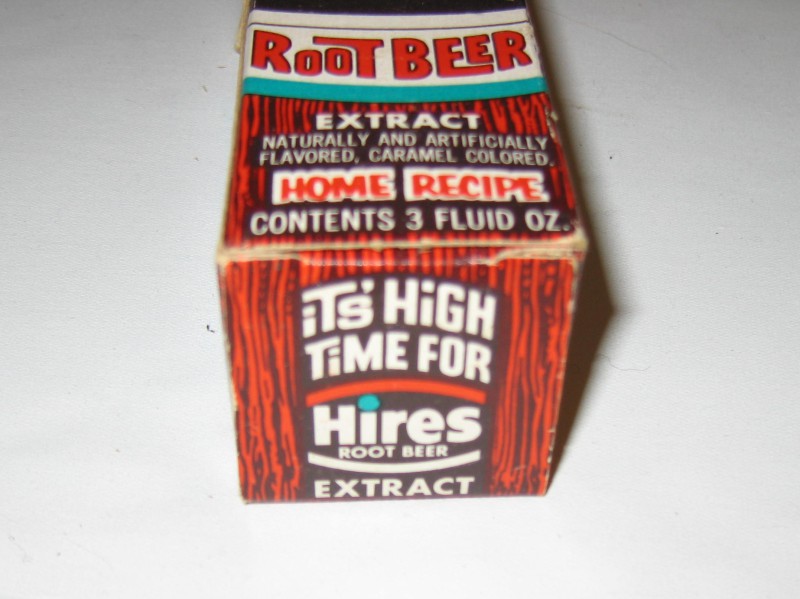 ROOT BEER
EXTRACT
NATURALLY AND ARTIFICIALLY
FLAVORED, CARAMEL COLORED.
HOME RECIPE
CONTENTS 3 FLUID OZ.
iTS' HiGH
TiME FOR
Hires
ROOT BEER
EXTRACT